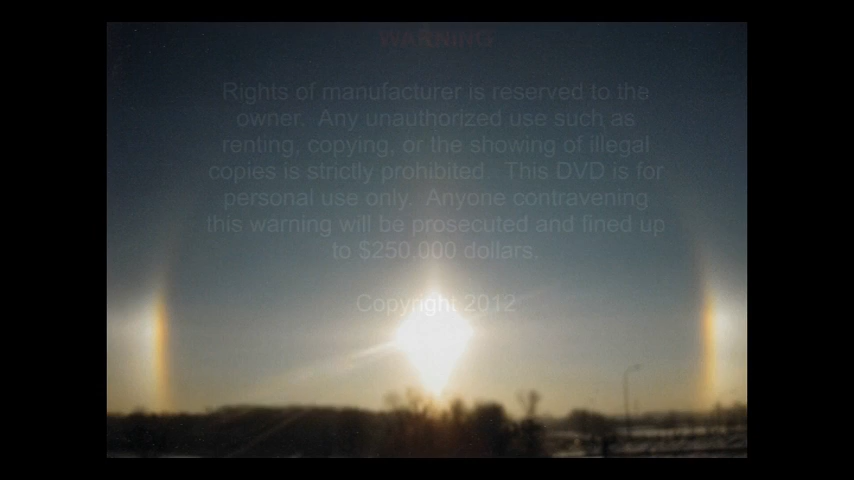 WARNING
Rights of manufacturer is reserved to the
owner. Any unauthorized use such as
renting, copying, or the showing of illegal
copies is strictly prohibited. This DVD is for
personal use only. Anyone contravening
this warning will be prosecuted and fined up
to $250.000 dollars.
Copyright 2012